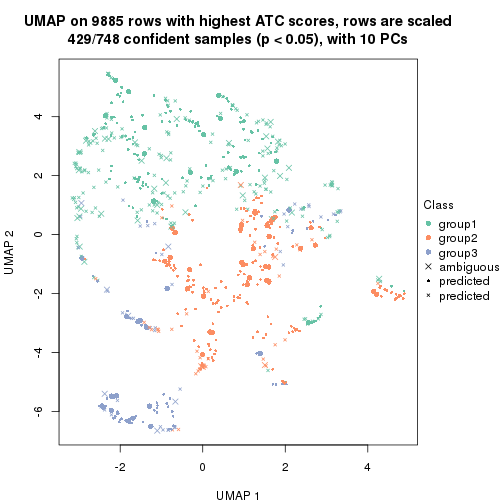 UMAP on 9885 rows with highest ATC scores, rows are scaled
429/748 confident samples (p < 0.05), with 10 PCs
4
2
0
-2
-4
-6
UMAP 2
-2
0
2
4
UMAP 1
Class
group1
group2
group3
ambiguous
predicted
predicted